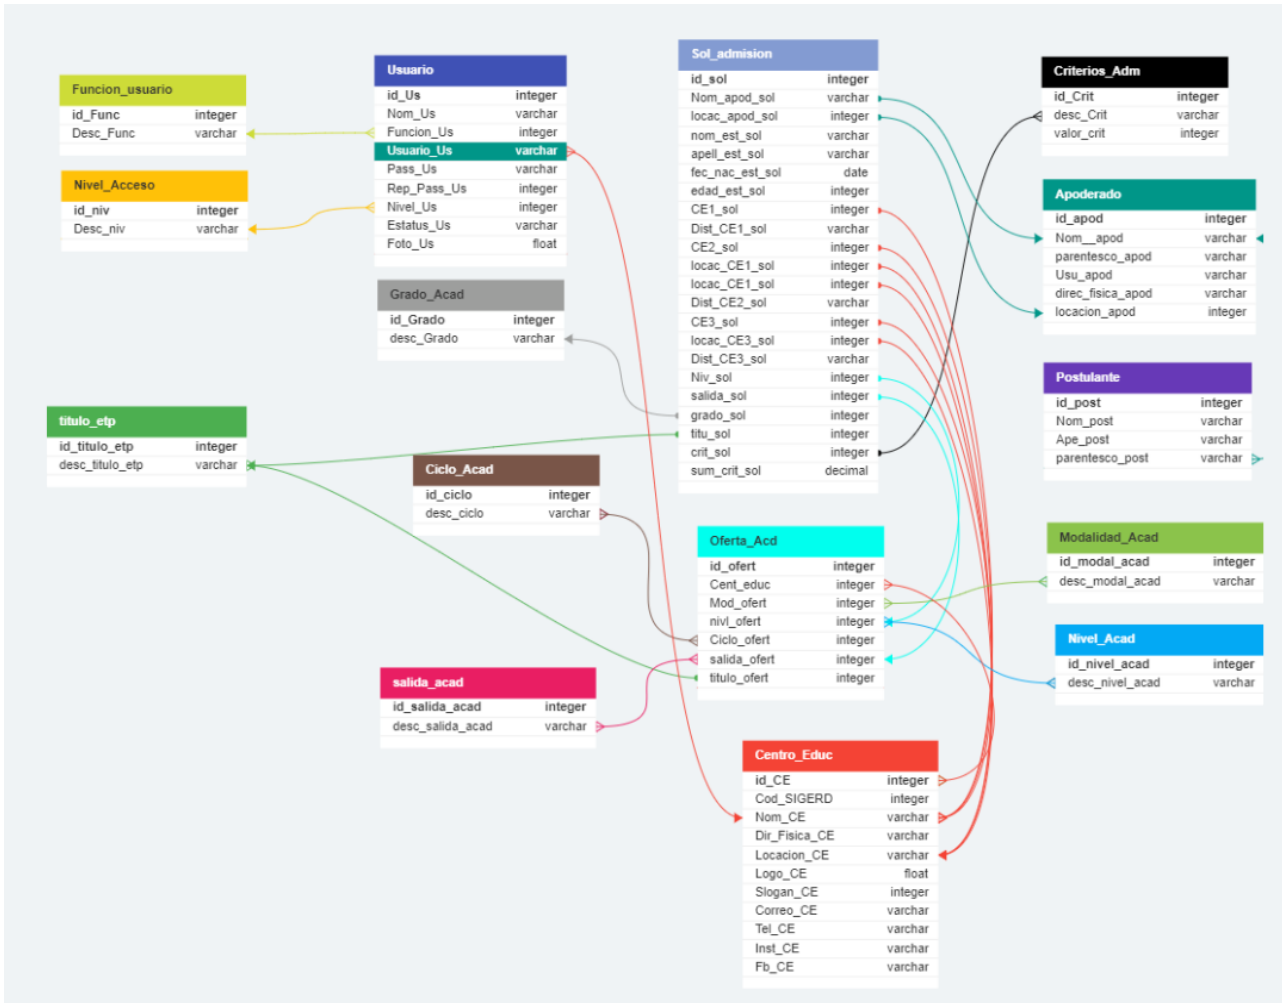 Funcion_usuario
id_Func integer
Desc_Func varchar
Nivel_Acceso
id_niv integer
Desc_niv varchar
Usuario
id_Us integer
Nom_Us varchar
Funcion_Us integer
Usuario_Us varchar
Pass_Us varchar
Rep_Pass_Us integer
Nivel_Us integer
Estatus_Us varchar
Foto_Us float
Grado_Acad
id_Grado integer
desc_Grado varchar
titulo_etp
id_titulo_etp integer
desc_titulo_etp varchar
Ciclo_Acad
id_ciclo integer
desc_ciclo varchar
salida_acad
id_salida_acad integer
desc_salida_acad varchar
Sol_admision
id_sol integer
Nom_apod_sol varchar
locac_apod_sol integer
nom_est_sol varchar
apell_est_sol varchar
fec_nac_est_sol date
edad_est_sol integer
CE1_sol integer
Dist_CE1_sol varchar
CE2_sol integer
locac_CE1_sol integer
locac_CE1_sol integer
Dist_CE2_sol varchar
CE3_sol integer
locac_CE3_sol integer
Dist_CE3_sol varchar
Niv_sol integer
salida_sol integer
grado_sol integer
titu_sol integer
crit_sol integer
sum_crit_sol decimal
Oferta_Acd
id_ofert integer
Cent_educ integer
Mod_ofert integer
nivl_ofert integer
Ciclo_ofert integer
salida_ofert integer
titulo_ofert integer
Centro_Educ
id_CE integer
Cod_SIGERD integer
Nom_CE varchar
Dir_Fisica_CE varchar
Locacion_CE varchar
Logo_CE float
Slogan_CE integer
Correo_CE varchar
Tel_CE varchar
Inst_CE varchar
Fb_CE varchar
Criterios_Adm
id_Crit integer
desc_Crit varchar
valor_crit integer
Apoderado
id_apod integer
Nom__apod varchar
parentesco_apod varchar
Usu_apod varchar
direc_fisica_apod varchar
locacion_apod integer
Postulante
id_post integer
Nom_post varchar
Ape_post varchar
parentesco_post varchar
Modalidad_Acad
id_modal_acad integer
desc_modal_acad varchar
Nivel_Acad
id_nivel_acad integer
desc_nivel_acad varchar